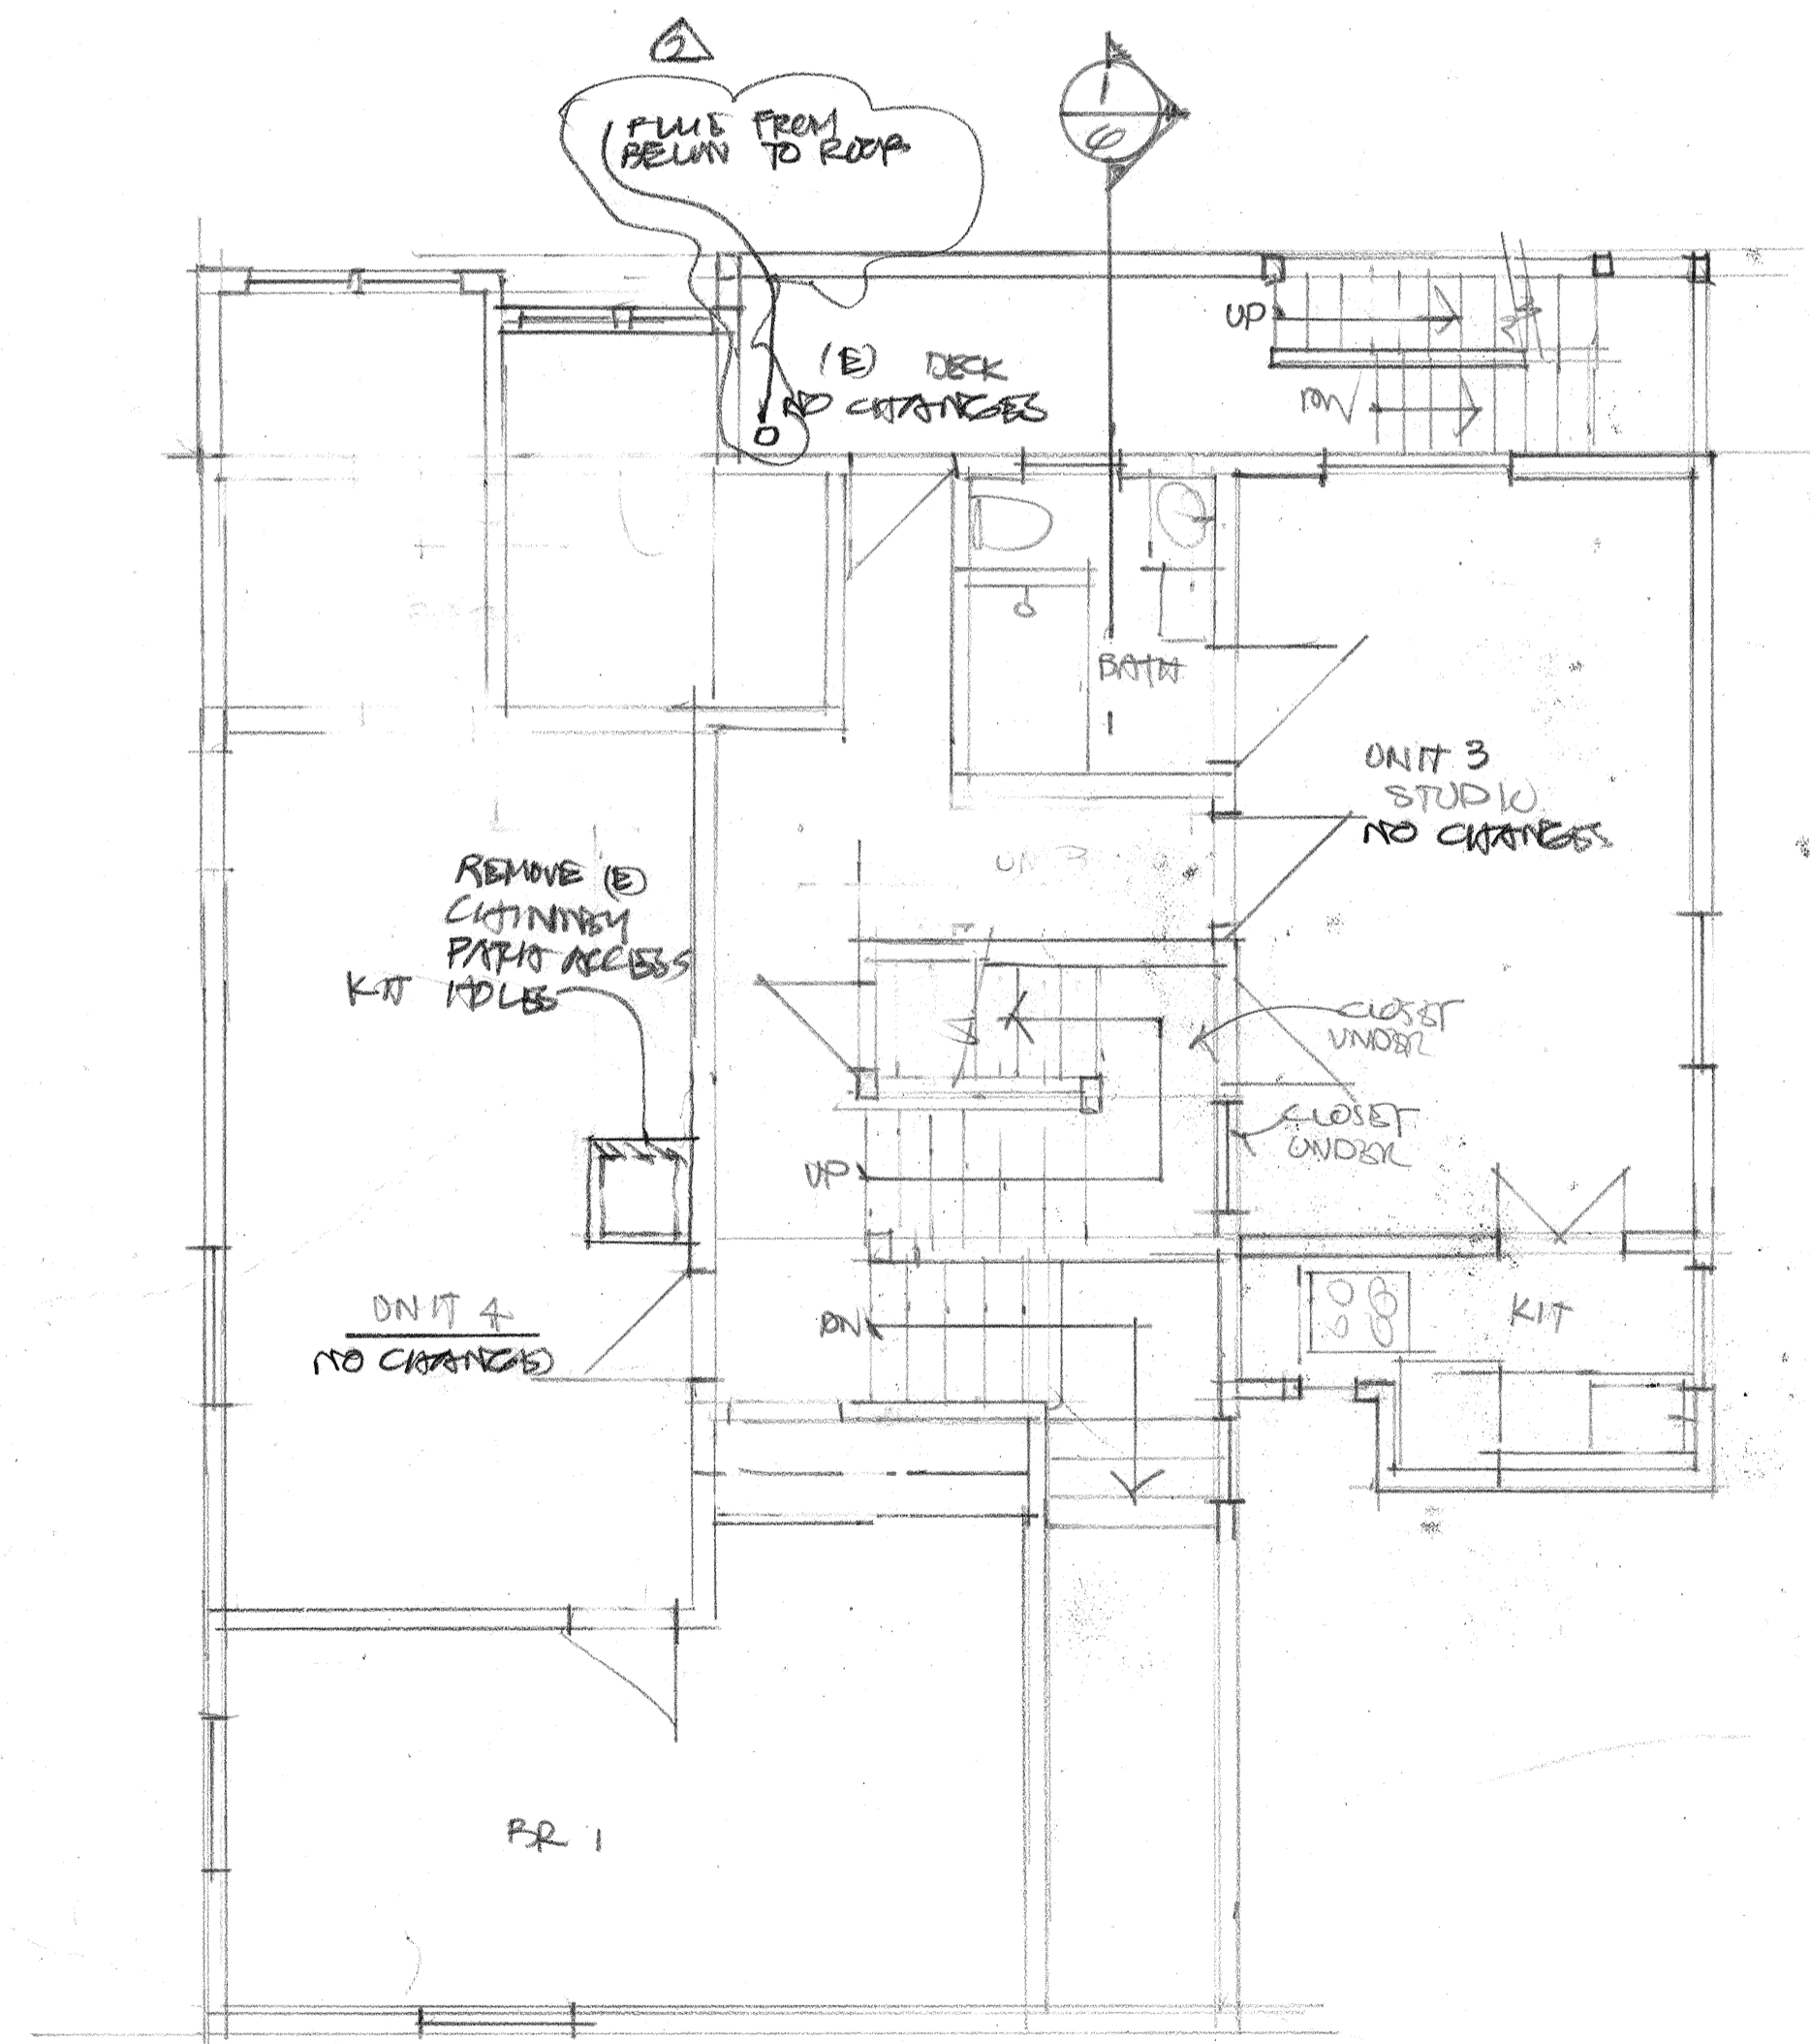 2
FLUE FROM
BELOW TO ROOF
1
6
UP
DN
(E) DECK
NO CHANGES
BATH
UNIT 3
STUDIO
NO CHANGES
REMOVE (E)
CHIMNEY
PATH ACCESS
HOLES
KIT
CLOSET
UNDER
CLOSET
UNDER
UP
UNIT 4
NO CHANGES
DN
KIT
BR 1